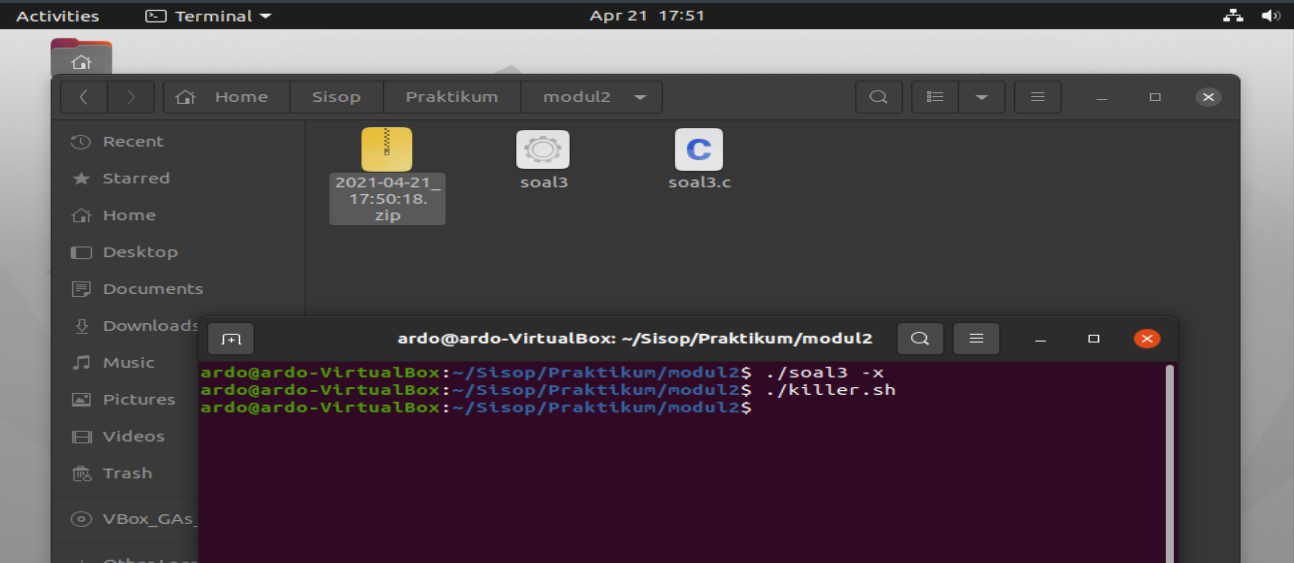 Activities Terminal Apr 21 17:51
Home Sisop Praktikum modul2
Recent
Starred
Home
Desktop
Documents
Downloads
Music
Pictures
Videos
Trash
VBox_GAs_
2021-04-21_
17:50:18.
zip
soal3
soal3.c
C
ardo@ardo-VirtualBox: ~/Sisop/Praktikum/modul2
ardo@ardo-VirtualBox:~/Sisop/Praktikum/modul2$ ./soal3 -x
ardo@ardo-VirtualBox:~/Sisop/Praktikum/modul2$ ./killer.sh
ardo@ardo-VirtualBox:~/Sisop/Praktikum/modul2$